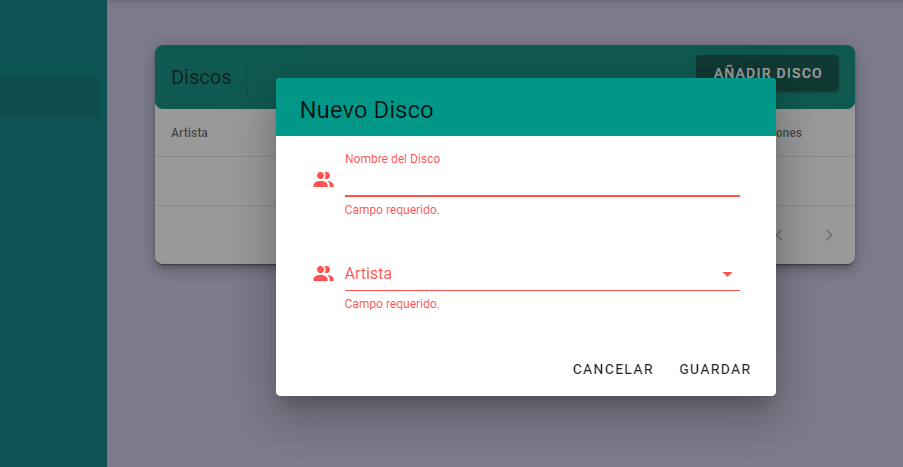 Discos
AÑADIR DISCO
Nuevo Disco
Artista
ones
Nombre del Disco
Campo requerido.
Artista
Campo requerido.
CANCELAR
GUARDAR